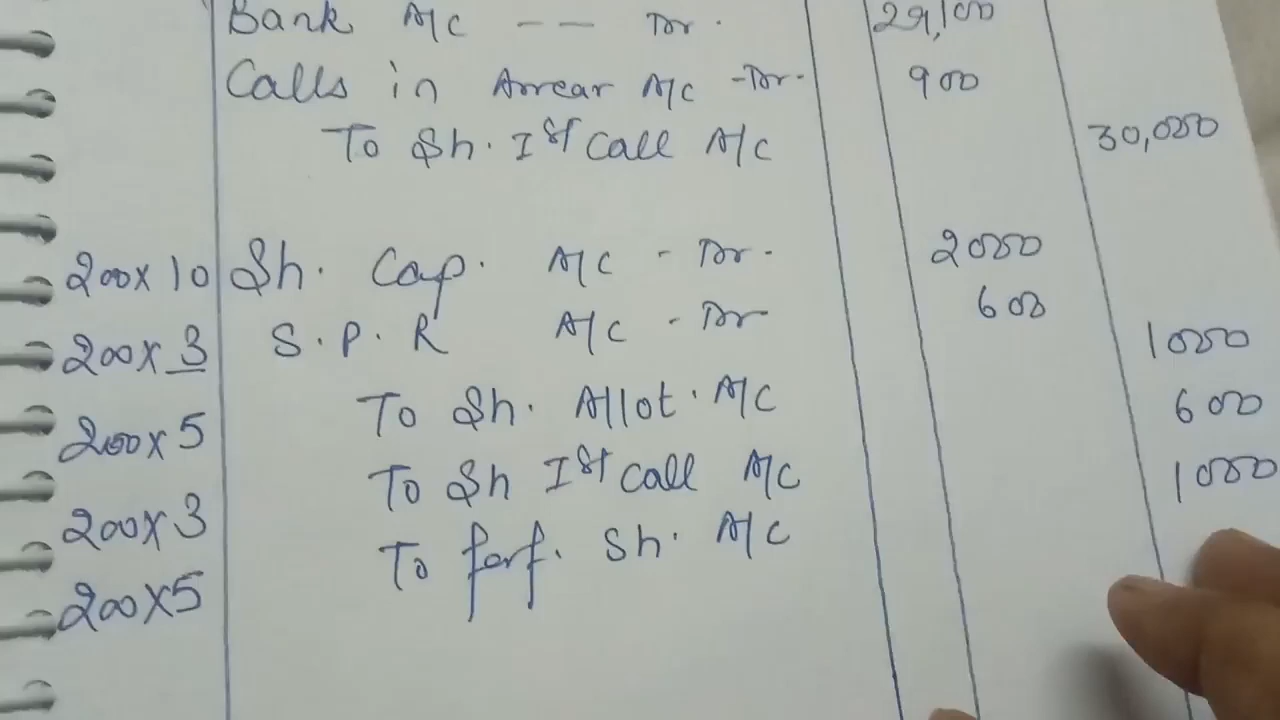 Bank A/C -- Dr. 29,100
Calls in Arrear A/C - Dr. 900
To Sh. Ist Call A/C 30,000
200x10 Sh. Cap. A/C - Dr. 2000
200x3 S.P.R A/C - Dr 600
200x5 To Sh. Allot. A/C 1000
200x3 To Sh Ist Call A/C 600
200x5 To forf. Sh. A/C 1000